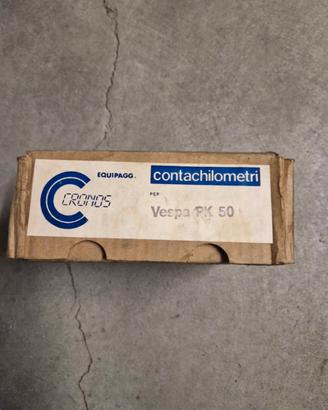 EQUIPAGG.
contachilometri
CRONOS
PER
Vespa PK 50